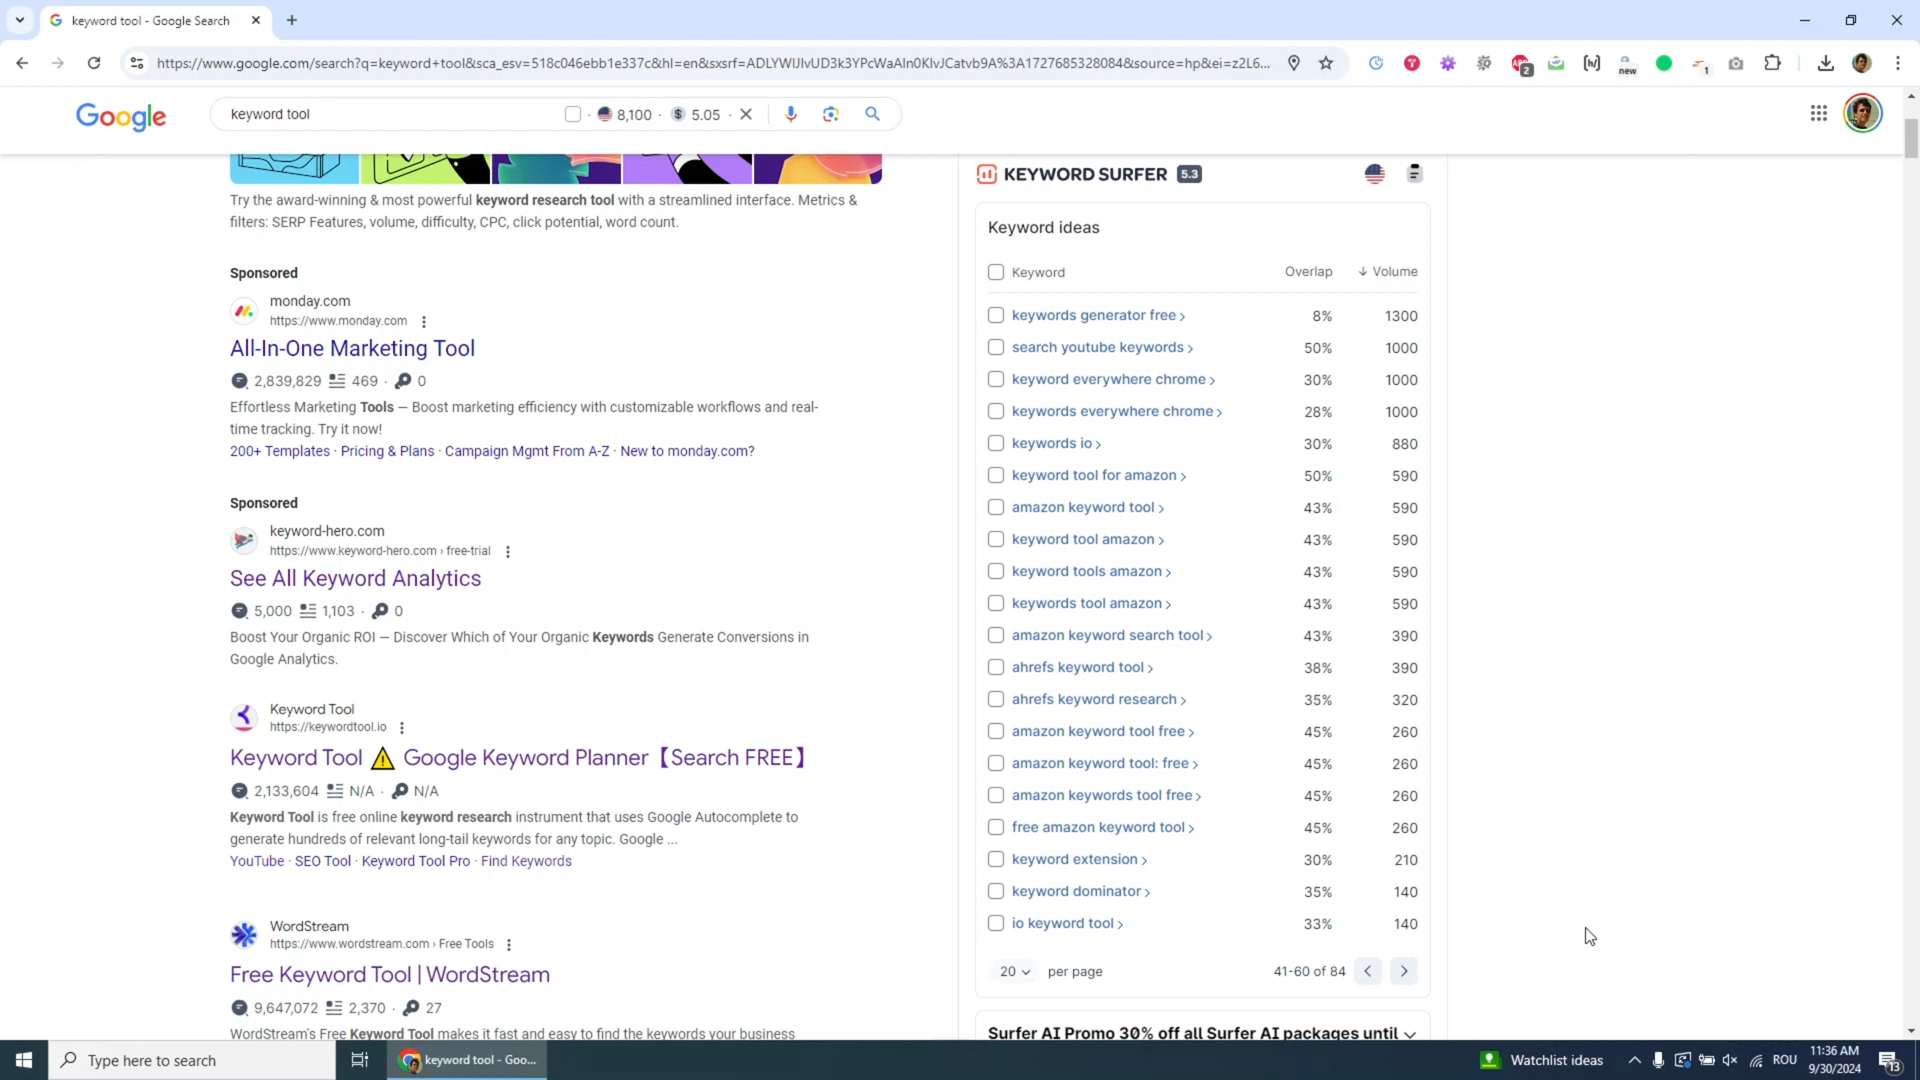 keyword tool - Google Search
https://www.google.com/search?q=keyword+tool&sca_esv=518c046ebb1e337c&hl=en&sxsrf=ADLYWIJIvUD3k3YPcWaAln0KlvJCatvb9A%3A1727685328084&source=hp&ei=z2L6...
2
[h/]
new
1
Google
keyword tool
· 8,100 · $ 5.05 ·
Try the award-winning & most powerful keyword research tool with a streamlined interface. Metrics &
filters: SERP Features, volume, difficulty, CPC, click potential, word count.
Sponsored
monday.com
https://www.monday.com
All-In-One Marketing Tool
2,839,829 469 · 0
Effortless Marketing Tools — Boost marketing efficiency with customizable workflows and real-
time tracking. Try it now!
200+ Templates · Pricing & Plans · Campaign Mgmt From A-Z · New to monday.com?
Sponsored
keyword-hero.com
https://www.keyword-hero.com › free-trial
See All Keyword Analytics
5,000 1,103 · 0
Boost Your Organic ROI — Discover Which of Your Organic Keywords Generate Conversions in
Google Analytics.
Keyword Tool
https://keywordtool.io
Keyword Tool ⚠ Google Keyword Planner【Search FREE】
2,133,604 N/A · N/A
Keyword Tool is free online keyword research instrument that uses Google Autocomplete to
generate hundreds of relevant long-tail keywords for any topic. Google ...
YouTube · SEO Tool · Keyword Tool Pro · Find Keywords
WordStream
https://www.wordstream.com › Free Tools
Free Keyword Tool | WordStream
9,647,072 2,370 · 27
WordStream's Free Keyword Tool makes it fast and easy to find the keywords your business
KEYWORD SURFER 5.3
Keyword ideas
Keyword Overlap ↓ Volume
keywords generator free › 8% 1300
search youtube keywords › 50% 1000
keyword everywhere chrome › 30% 1000
keywords everywhere chrome › 28% 1000
keywords io › 30% 880
keyword tool for amazon › 50% 590
amazon keyword tool › 43% 590
keyword tool amazon › 43% 590
keyword tools amazon › 43% 590
keywords tool amazon › 43% 590
amazon keyword search tool › 43% 390
ahrefs keyword tool › 38% 390
ahrefs keyword research › 35% 320
amazon keyword tool free › 45% 260
amazon keyword tool: free › 45% 260
amazon keywords tool free › 45% 260
free amazon keyword tool › 45% 260
keyword extension › 30% 210
keyword dominator › 35% 140
io keyword tool › 33% 140
20 per page 41-60 of 84
Surfer AI Promo 30% off all Surfer AI packages until
Type here to search
keyword tool - Goo...
Watchlist ideas
ROU
11:36 AM
9/30/2024
13